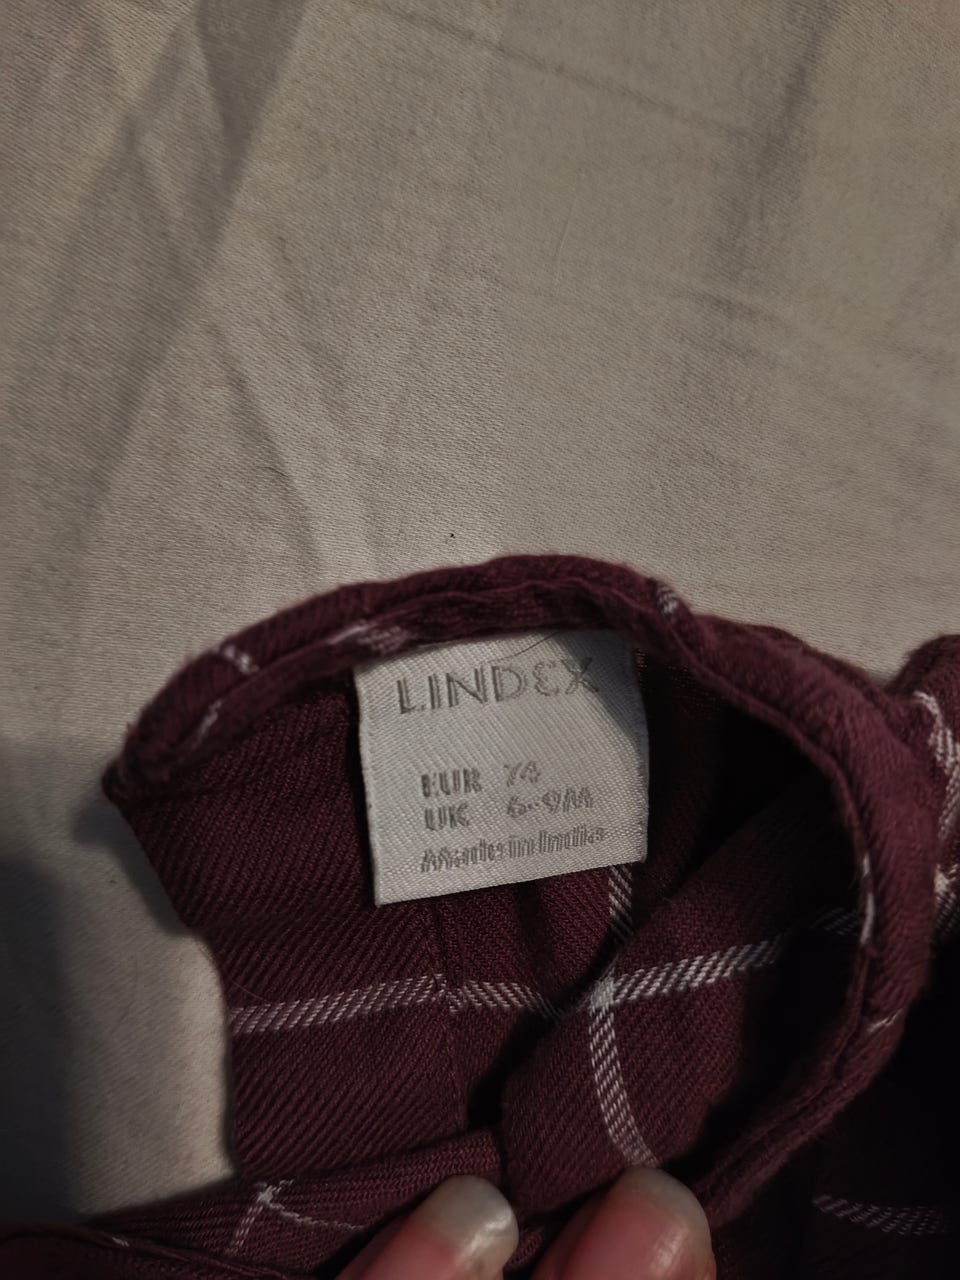 LINDEX
EUR 74
UK 6-9M
Made in India